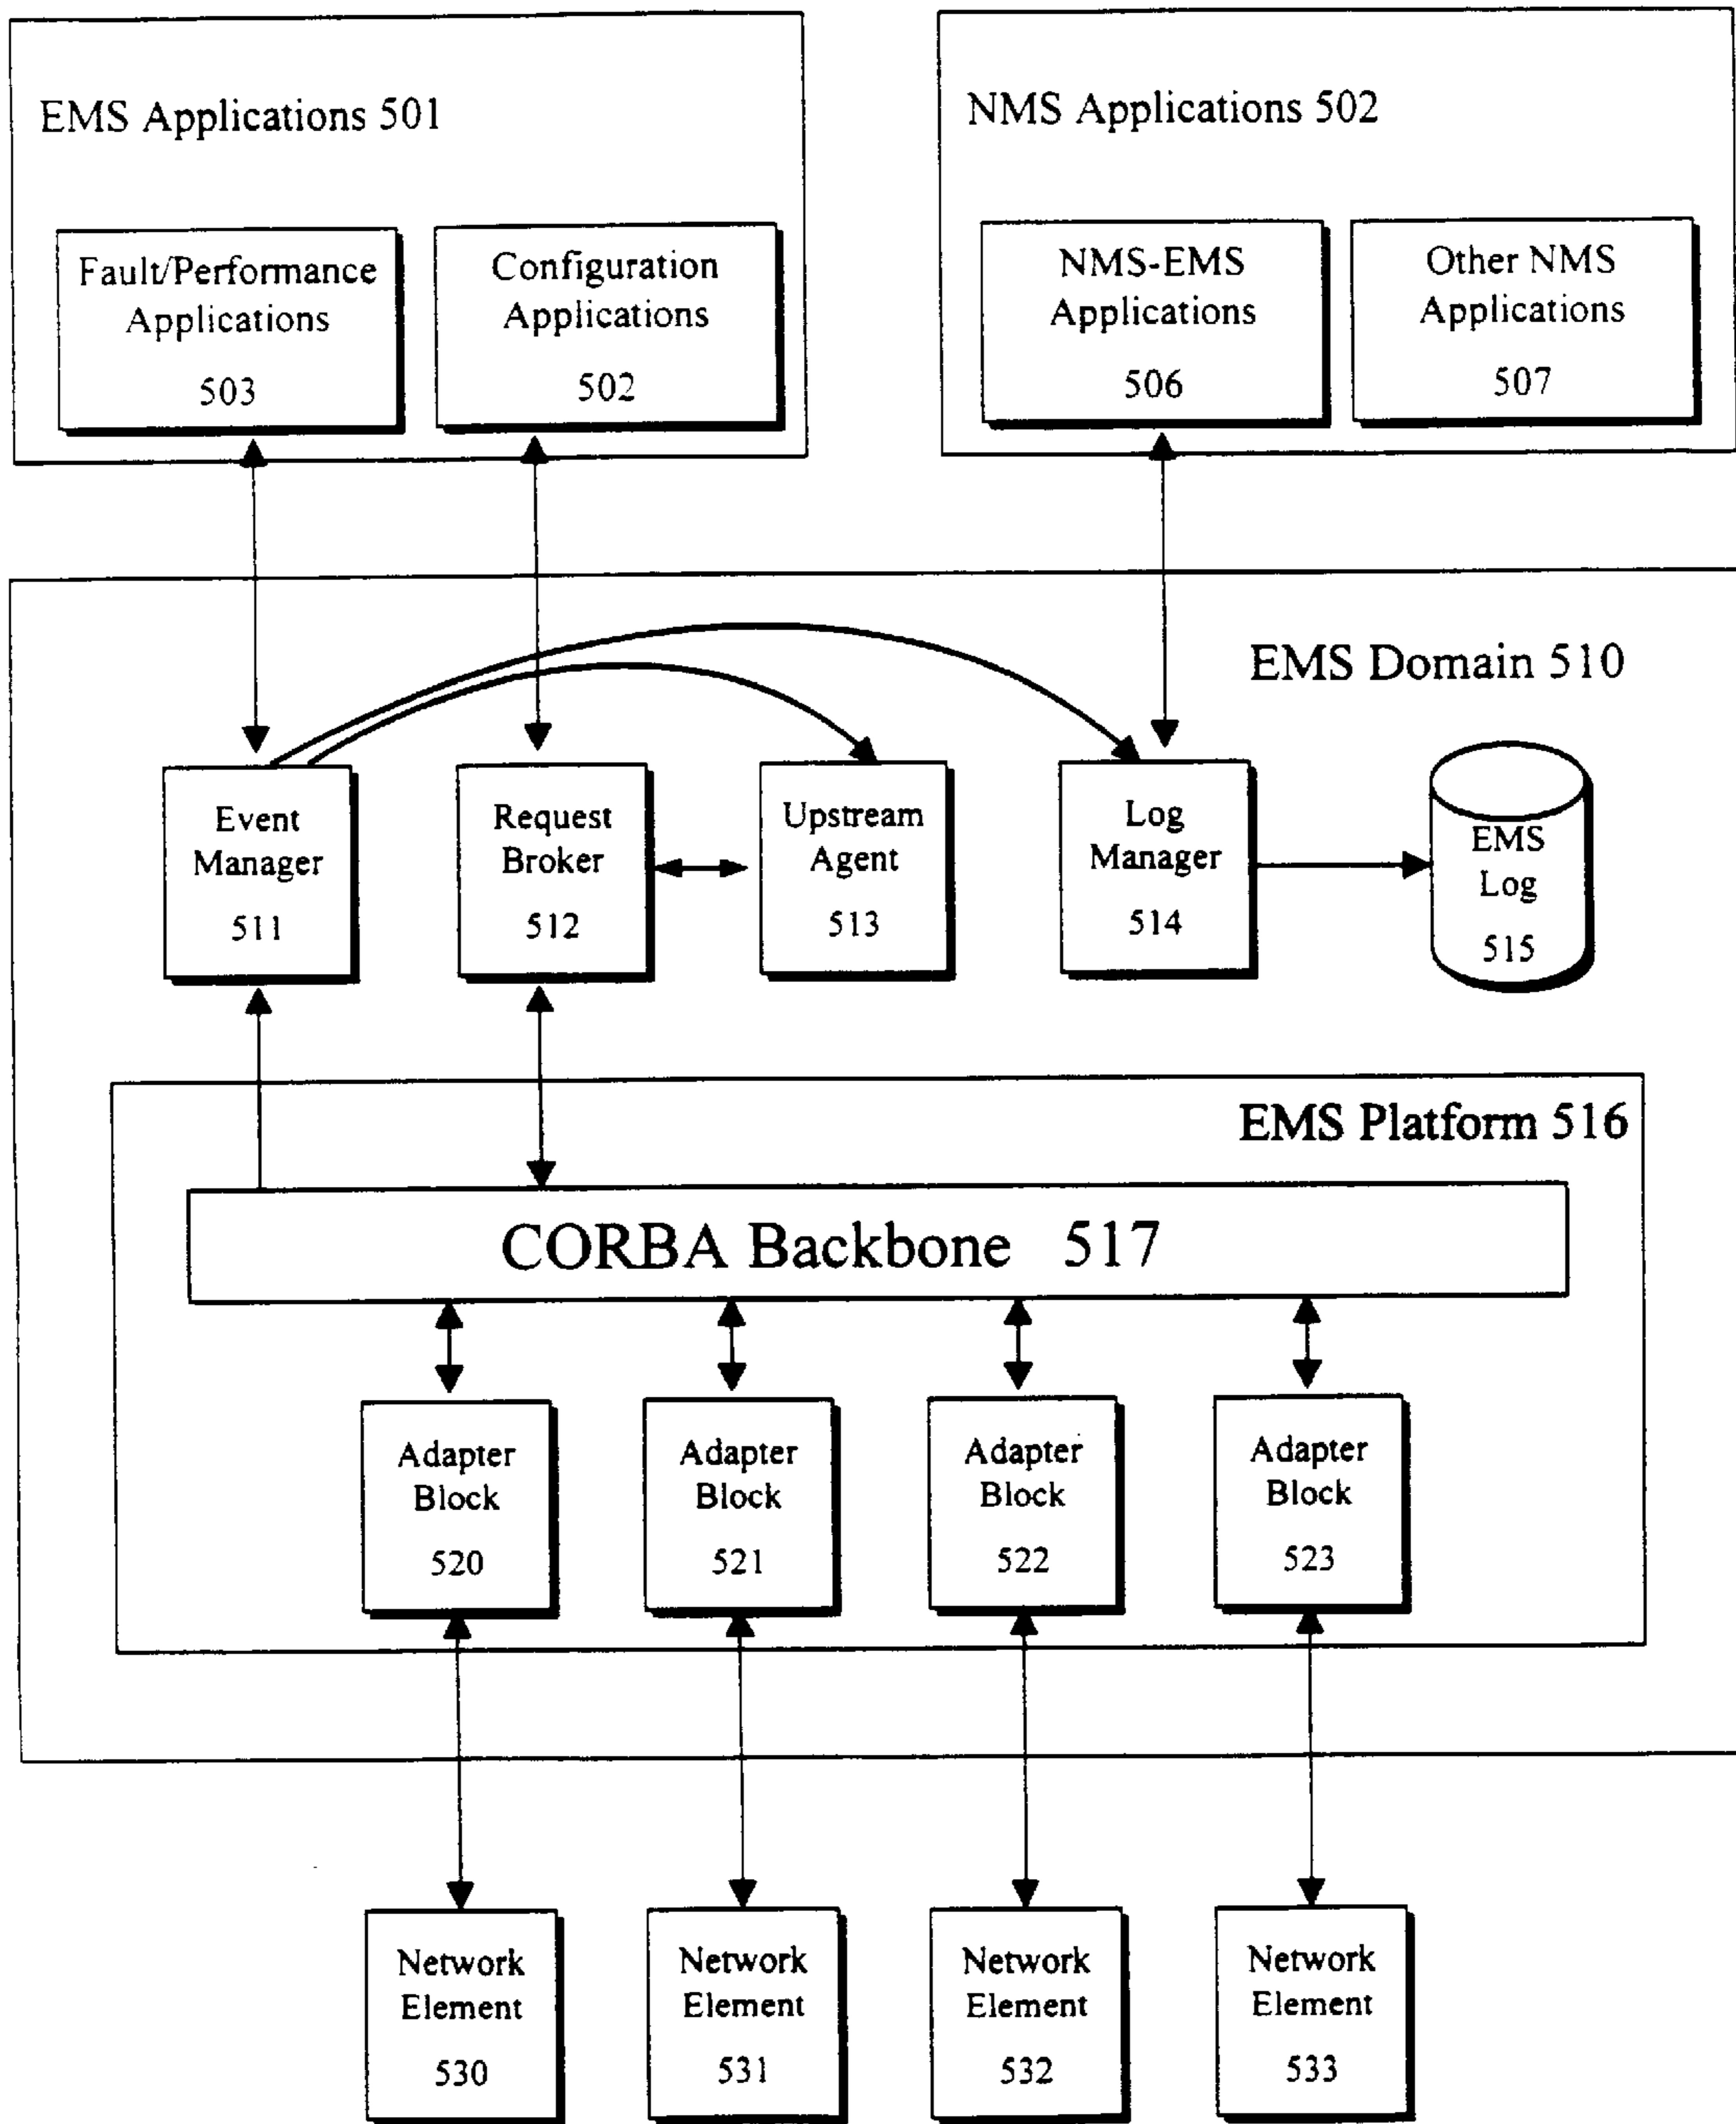 EMS Applications 501
NMS Applications 502
Fault/Performance
Applications
503
Configuration
Applications
502
NMS-EMS
Applications
506
Other NMS
Applications
507
EMS Domain 510
Event
Manager
511
Request
Broker
512
Upstream
Agent
513
Log
Manager
514
EMS
Log
515
EMS Platform 516
CORBA Backbone 517
Adapter
Block
520
Adapter
Block
521
Adapter
Block
522
Adapter
Block
523
Network
Element
530
Network
Element
531
Network
Element
532
Network
Element
533